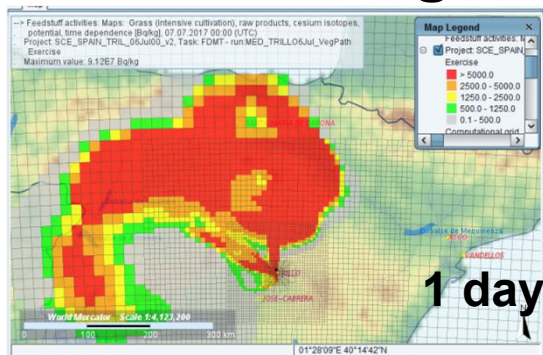 Map
--> Feedstuff activities: Maps: Grass (intensive cultivation), raw products, cesium isotopes,
potential, time dependence [Bq/kg], 07.07.2017 00:00 (UTC)
Project: SCE_SPAIN_TRIL_06Jul00_v2, Task: FDMT - run:MED_TRILLO6Jul_VegPath
Exercise
Maximum value: 9.12E7 Bq/kg
Map Legend
Feedstuff activities: M
Project: SCE_SPAIN
Exercise
> 5000.0
2500.0 - 5000.0
1250.0 - 2500.0
500.0 - 1250.0
0.1 - 500.0
Computational grid
Embalse de Mequinenza
ASCO
VANDELLOS
JOSE-CABRERA
1 day
N
World Mercator Scale 1:4,123,200
0 100 200 300 km
01°28'09"E 40°14'42"N